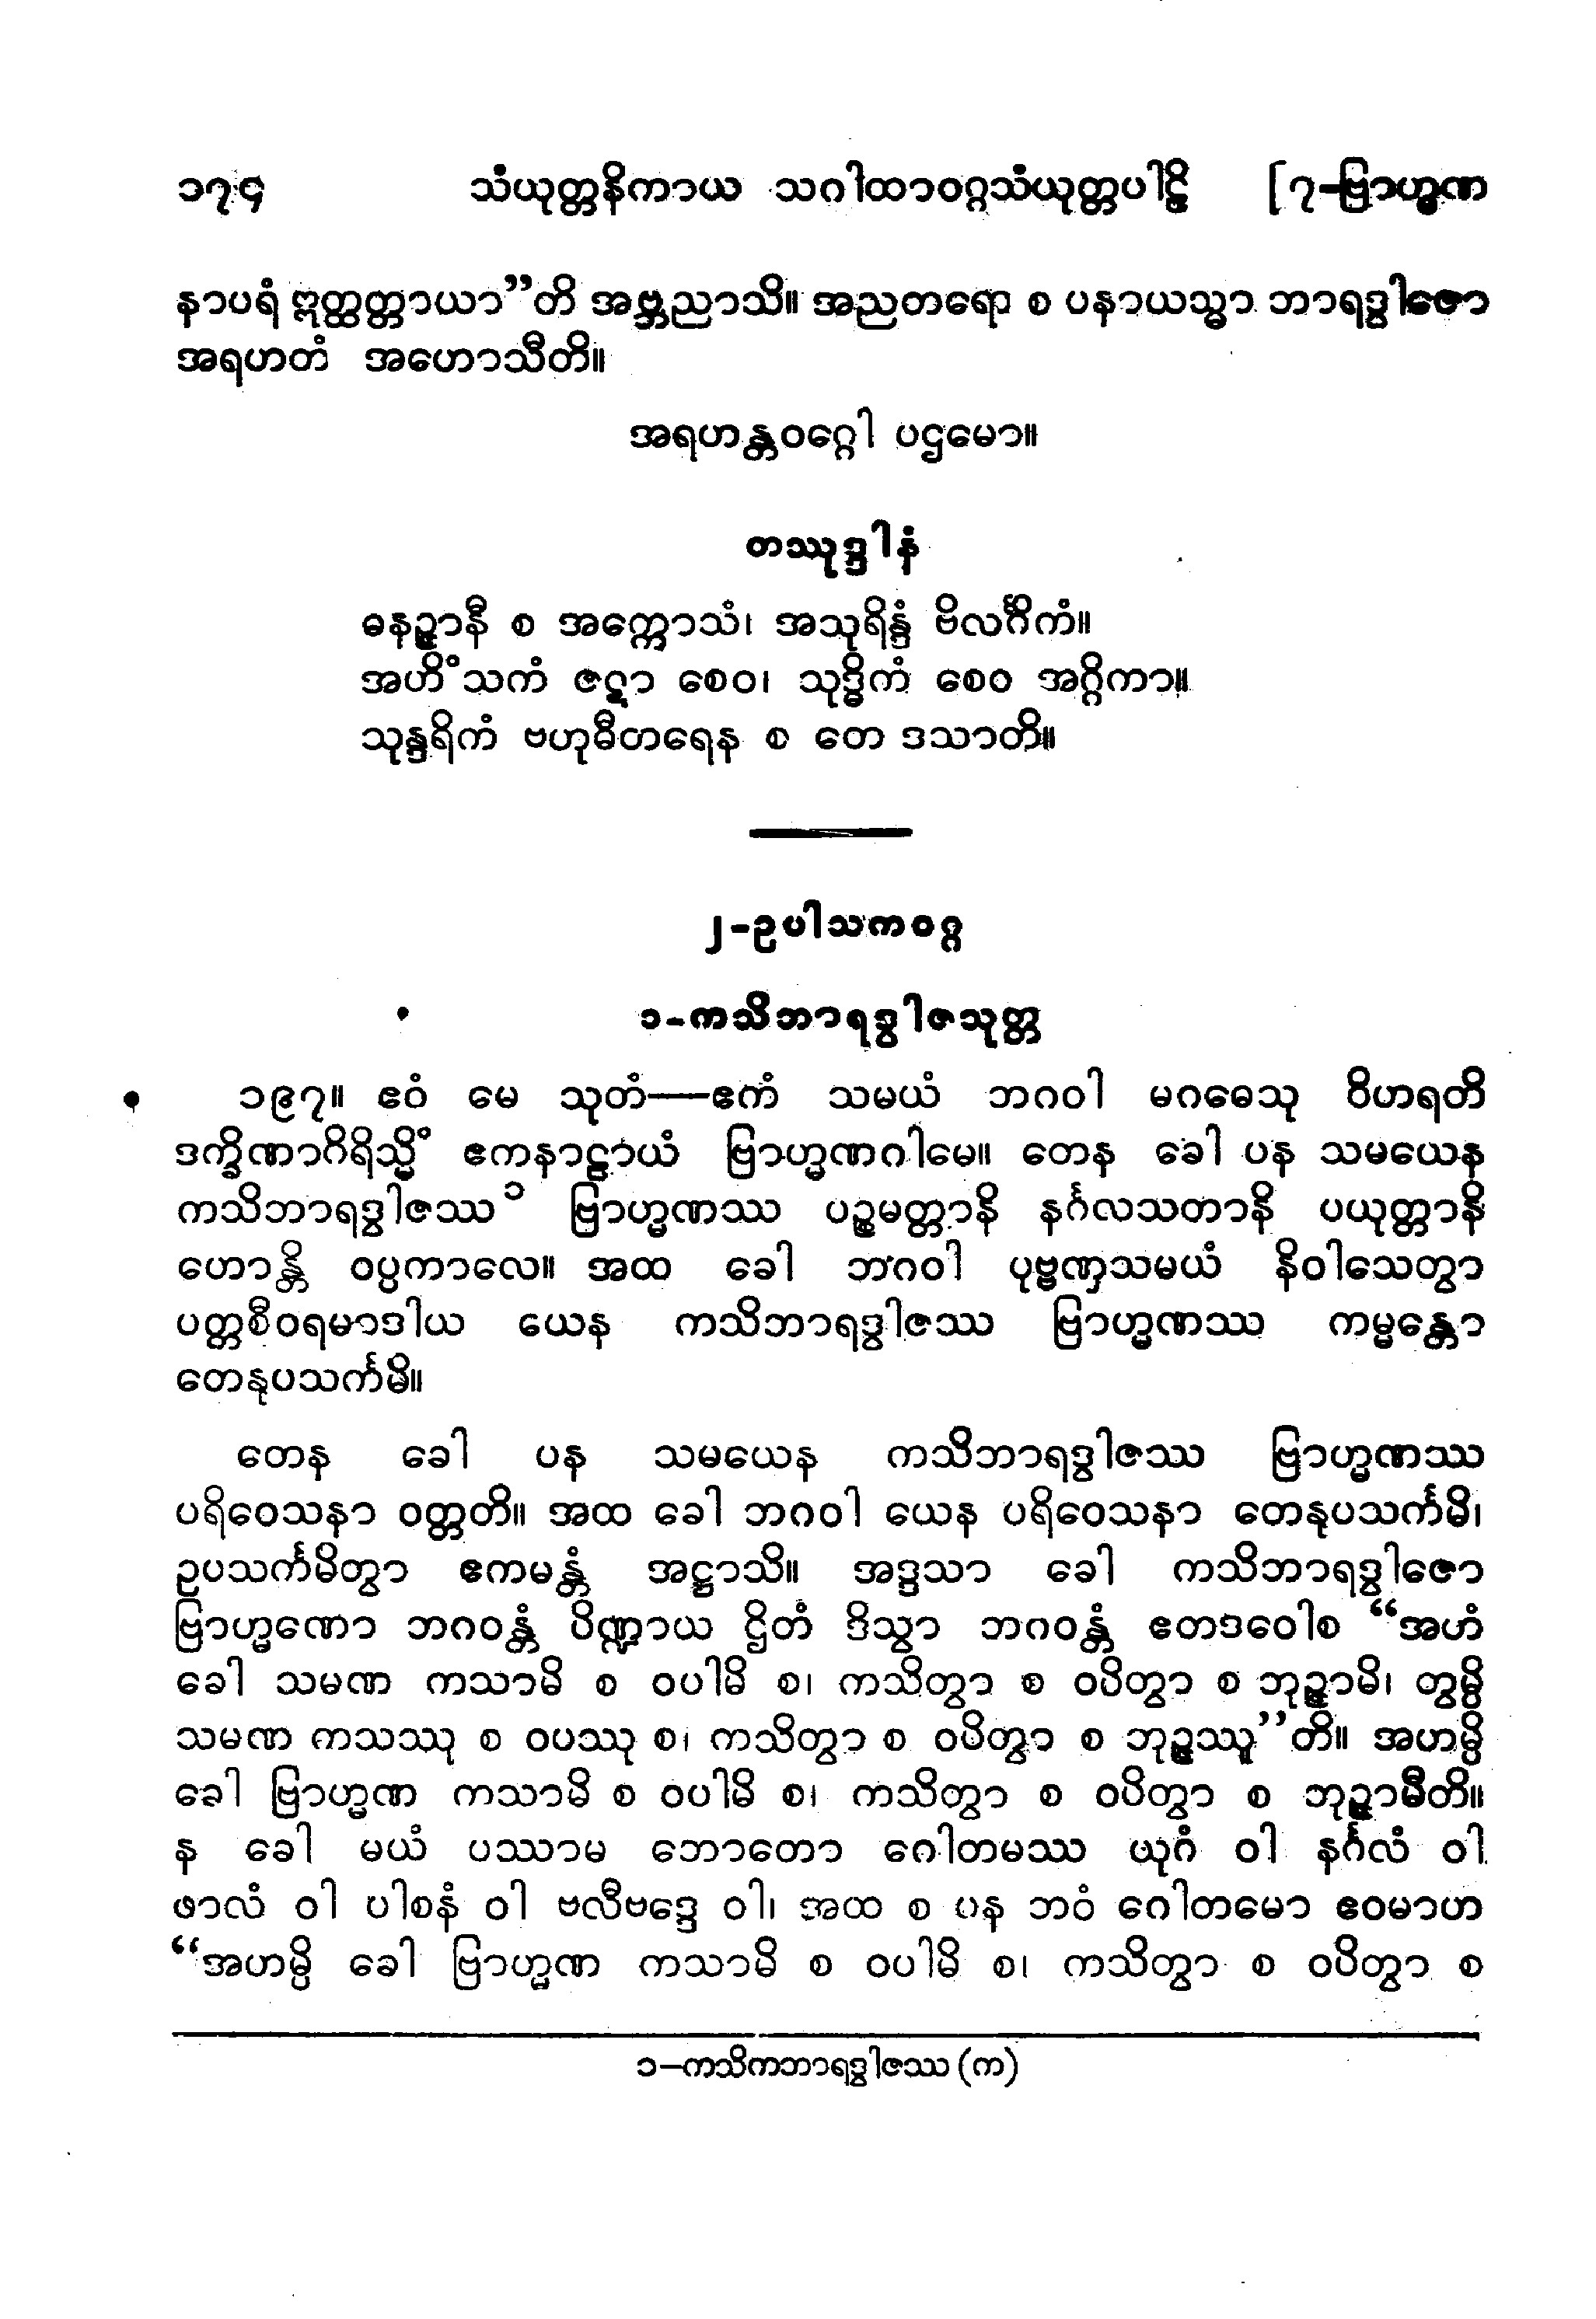 ၁၇၄ သံယုတ္တနိကာယ သဂါထာဝဂ္ဂသံယုတ္တပါဠိ [ ၇-ဗြာဟ္မဏ
နာပရံ ဣတ္ထတ္တာယာ”တိ အဗ္ဘညာသိ။ အညတရော စ ပနာယသ္မာ ဘာရဒွါဇော
အရဟတံ အဟောသီတိ။
အရဟန္တဝဂ္ဂေါ ပဌမော။
တဿုဒ္ဒါနံ
ဓနဉ္ဇာနီ စ အက္ကောသံ၊ အသုရိန္ဒံ ဗိလင်္ဂိကံ။
အဟိံသကံ ဇဋာ စေဝ၊ သုဒ္ဓိကံ စေဝ အဂ္ဂိကာ။
သုန္ဒရိကံ ဗဟုဓီတရေန စ တေ ဒသာတိ။
၂-ဥပါသကဝဂ္ဂ
၁-ကသိဘာရဒွါဇသုတ္တ
၁၉၇။ ဧဝံ မေ သုတံ—ဧကံ သမယံ ဘဂဝါ မဂဓေသု ဝိဟရတိ
ဒက္ခိဏာဂိရိသ္မိံ ဧကနာဠာယံ ဗြာဟ္မဏဂါမေ။ တေန ခေါ ပန သမယေန
ကသိဘာရဒွါဇဿ ၁ ဗြာဟ္မဏဿ ပဉ္စမတ္တာနိ နင်္ဂလသတာနိ ပယုတ္တာနိ
ဟောန္တိ ဝပ္ပကာလေ။ အထ ခေါ ဘဂဝါ ပုဗ္ဗဏှသမယံ နိဝါသေတွာ
ပတ္တစီဝရမာဒါယ ယေန ကသိဘာရဒွါဇဿ ဗြာဟ္မဏဿ ကမ္မန္တော
တေနုပသင်္ကမိ။
တေန ခေါ ပန သမယေန ကသိဘာရဒွါဇဿ ဗြာဟ္မဏဿ
ပရိဝေသနာ ဝတ္တတိ။ အထ ခေါ ဘဂဝါ ယေန ပရိဝေသနာ တေနုပသင်္ကမိ၊
ဥပသင်္ကမိတွာ ဧကမန္တံ အဋ္ဌာသိ။ အဒ္ဒသာ ခေါ ကသိဘာရဒွါဇော
ဗြာဟ္မဏော ဘဂဝန္တံ ပိဏ္ဍာယ ဌိတံ ဒိသွာ ဘဂဝန္တံ ဧတဒဝေါစ “အဟံ
ခေါ သမဏ ကသာမိ စ ဝပါမိ စ၊ ကသိတွာ စ ဝပိတွာ စ ဘုဉ္ဇာမိ၊ တွမ္ပိ
သမဏ ကသဿု စ ဝပဿု စ၊ ကသိတွာ စ ဝပိတွာ စ ဘုဉ္ဇဿူ”တိ။ အဟမ္ပိ
ခေါ ဗြာဟ္မဏ ကသာမိ စ ဝပါမိ စ၊ ကသိတွာ စ ဝပိတွာ စ ဘုဉ္ဇာမီတိ။
န ခေါ မယံ ပဿာမ ဘောတော ဂေါတမဿ ယုဂံ ဝါ နင်္ဂလံ ဝါ
ဖာလံ ဝါ ပါစနံ ဝါ ဗလီဗဒ္ဒေ ဝါ၊ အထ စ ပန ဘဝံ ဂေါတမော ဧဝမာဟ
“အဟမ္ပိ ခေါ ဗြာဟ္မဏ ကသာမိ စ ဝပါမိ စ၊ ကသိတွာ စ ဝပိတွာ စ
၁—ကသိကဘာရဒွါဇဿ (က)